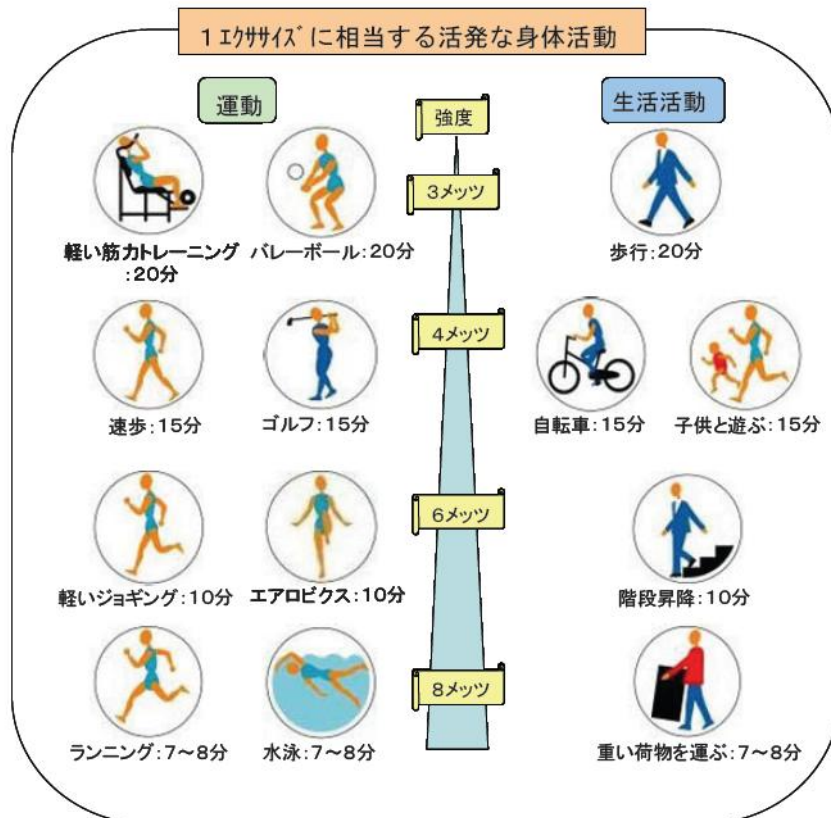 1 ｴｸｻｻｲｽﾞに相当する活発な身体活動
運動
強度
生活活動
3メッツ
軽い筋力トレーニング
:20分
バレーボール:20分
歩行:20分
4メッツ
速歩:15分
ゴルフ:15分
自転車:15分
子供と遊ぶ:15分
6メッツ
軽いジョギング:10分
エアロビクス:10分
階段昇降:10分
8メッツ
ランニング:7～8分
水泳:7～8分
重い荷物を運ぶ:7～8分